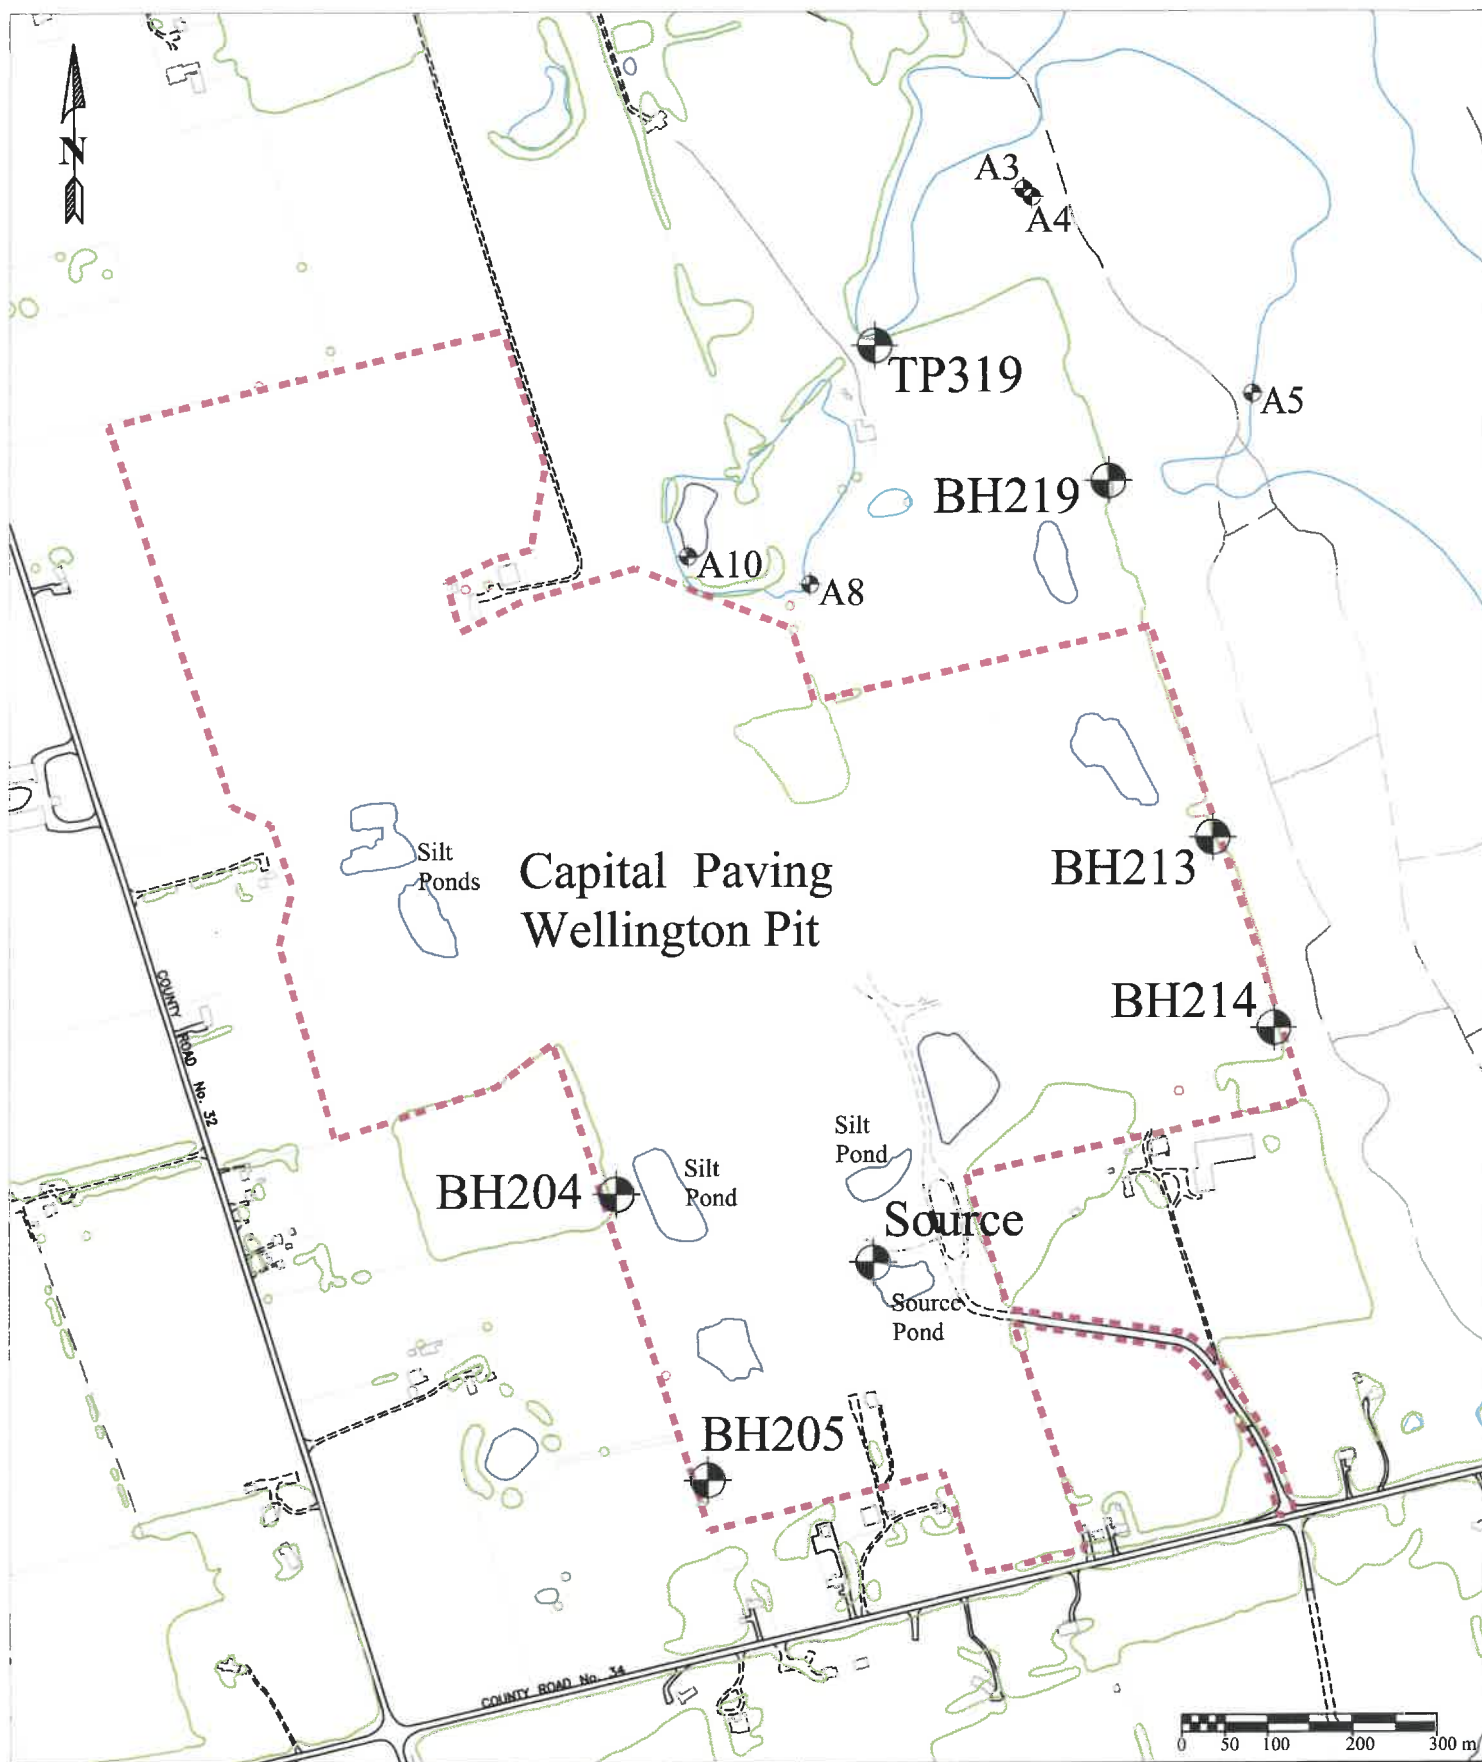 N
A3
A4
TP319
A5
BH219
A10
A8
Silt
Ponds
Capital Paving
Wellington Pit
BH213
BH214
COUNTY ROAD No. 32
Silt
Pond
BH204
Silt
Pond
Source
Source
Pond
BH205
COUNTY ROAD No. 34
0 50 100 200 300 m